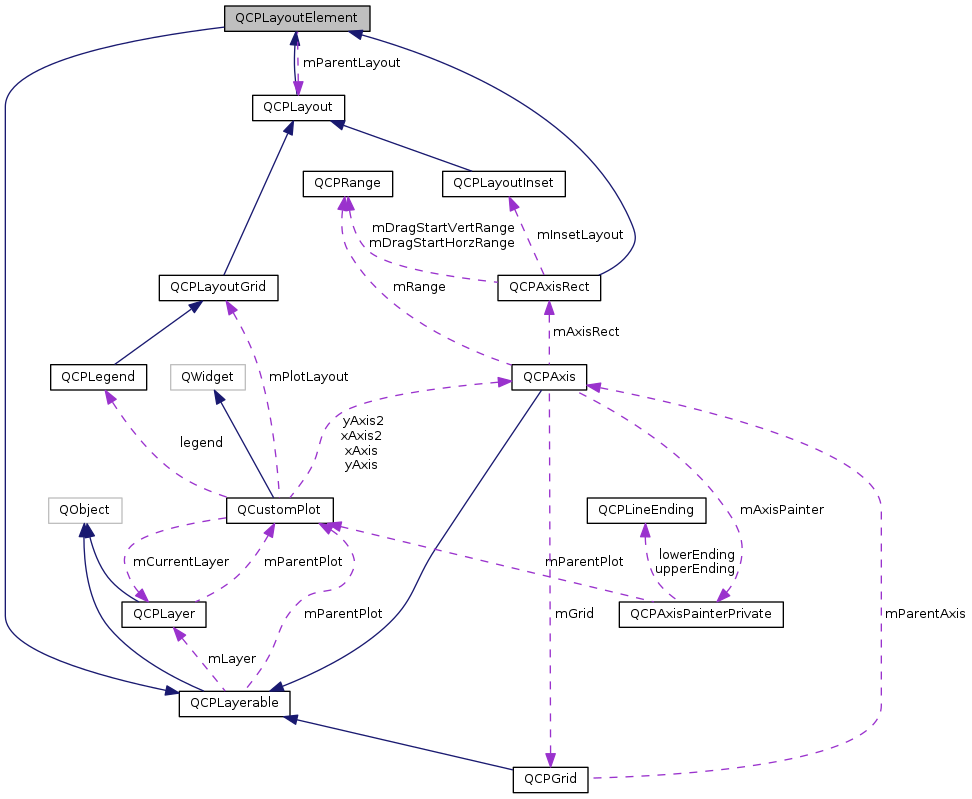 QCPLayoutElement
mParentLayout
QCPLayout
QCPRange
QCPLayoutInset
mDragStartVertRange
mDragStartHorzRange
mInsetLayout
QCPLayoutGrid
mRange
QCPAxisRect
mAxisRect
QCPLegend
QWidget
mPlotLayout
QCPAxis
legend
yAxis2
xAxis2
xAxis
yAxis
QObject
QCustomPlot
QCPLineEnding
mAxisPainter
mCurrentLayer
mParentPlot
mParentPlot
lowerEnding
upperEnding
QCPLayer
mParentPlot
mGrid
QCPAxisPainterPrivate
mParentAxis
mLayer
QCPLayerable
QCPGrid